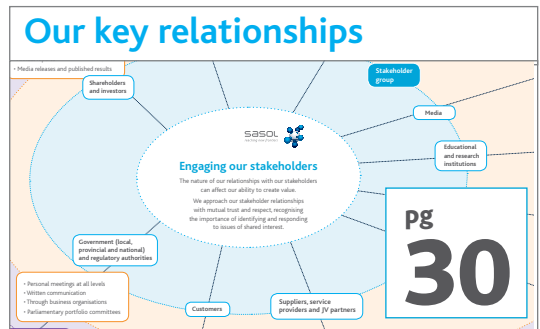 Our key relationships
• Media releases and published results
Shareholders
and investors
Stakeholder
group
Media
Educational
and research
institutions
sasol
Engaging our stakeholders
The nature of our relationships with our stakeholders
can affect our ability to create value.
We approach our stakeholder relationships
with mutual trust and respect, recognising
the importance of identifying and responding
to issues of shared interest.
Government (local,
provincial and national)
and regulatory authorities
• Personal meetings at all levels
• Written communication
• Through business organisations
• Parliamentary portfolio committees
Customers
Suppliers, service
providers and JV partners
pg
30